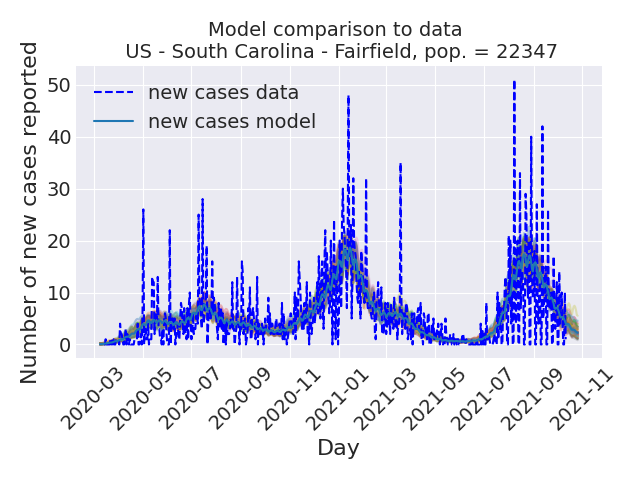 Model comparison to data
US - South Carolina - Fairfield, pop. = 22347
Number of new cases reported
50
40
30
20
10
0
new cases data
new cases model
2020-03
2020-05
2020-07
2020-09
2020-11
2021-01
2021-03
2021-05
2021-07
2021-09
2021-11
Day